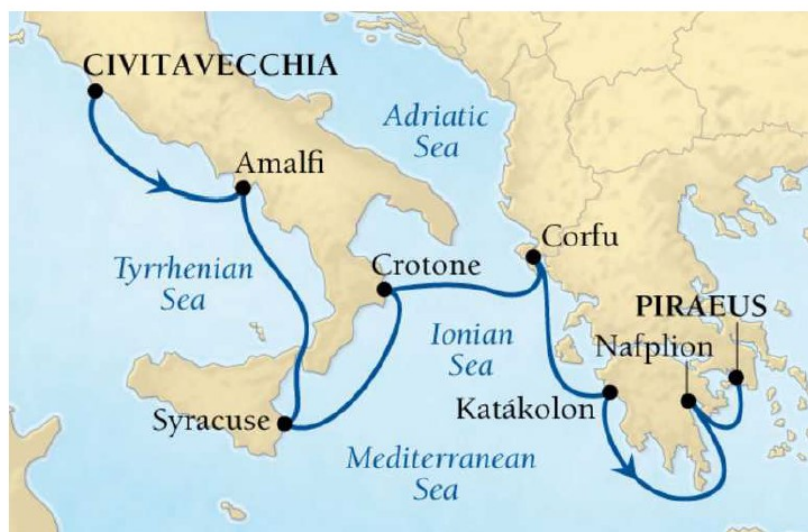 CIVITAVECCHIA
Adriatic
Sea
Amalfi
Corfu
Tyrrhenian
Sea
Crotone
PIRAEUS
Ionian
Sea
Nafplion
Syracuse
Katákolon
Mediterranean
Sea